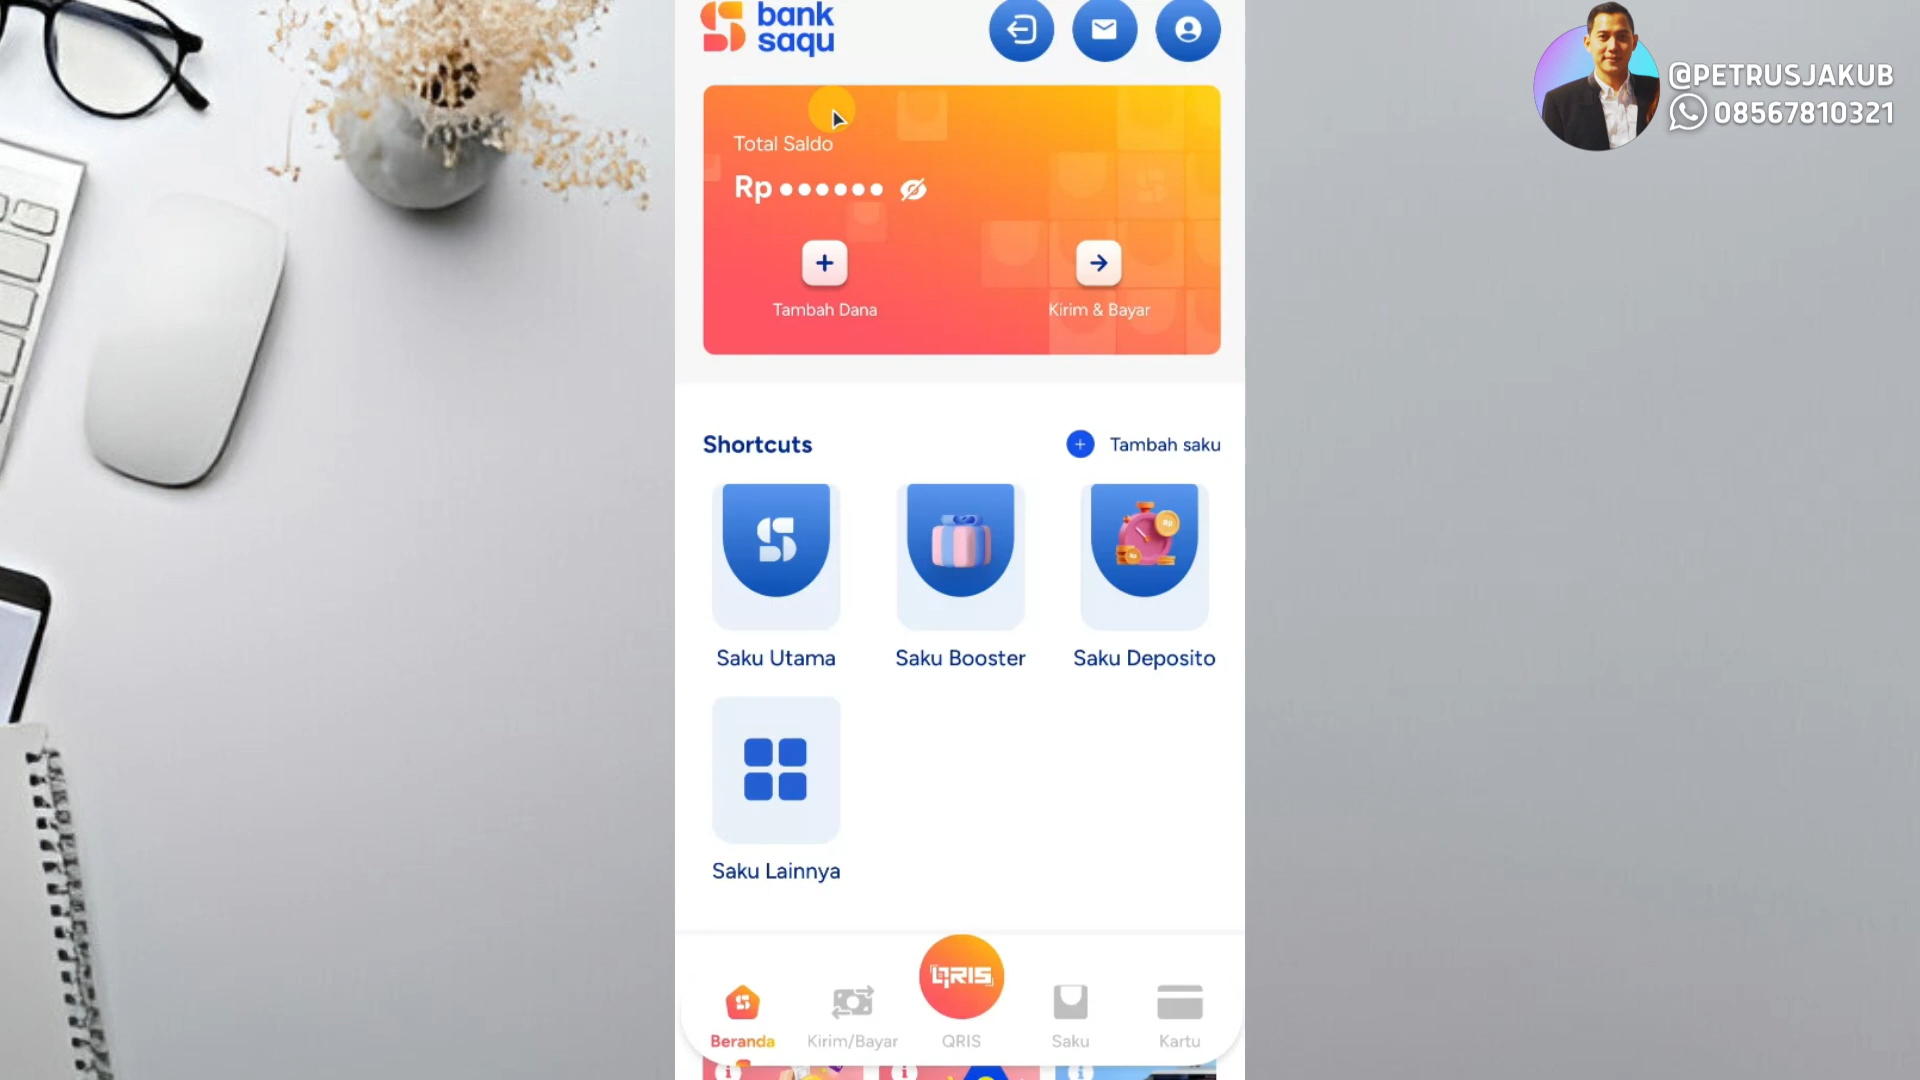 bank
saqu
@PETRUSJAKUB
08567810321
Total Saldo
Rp ••••••
Tambah Dana
Kirim & Bayar
Shortcuts
+ Tambah saku
Saku Utama
Saku Booster
Saku Deposito
Saku Lainnya
Beranda
Kirim/Bayar
QRIS
QRIS
Saku
Kartu